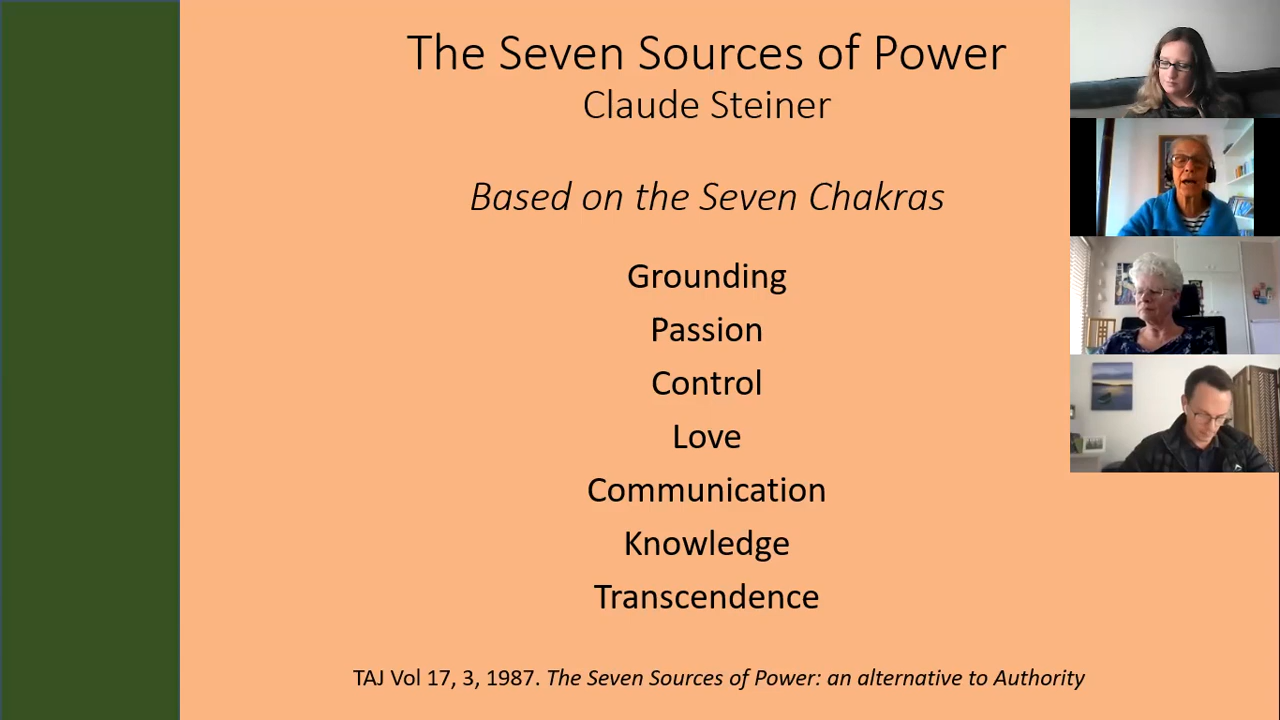 The Seven Sources of Power
Claude Steiner
Based on the Seven Chakras
Grounding
Passion
Control
Love
Communication
Knowledge
Transcendence
TAJ Vol 17, 3, 1987. The Seven Sources of Power: an alternative to Authority